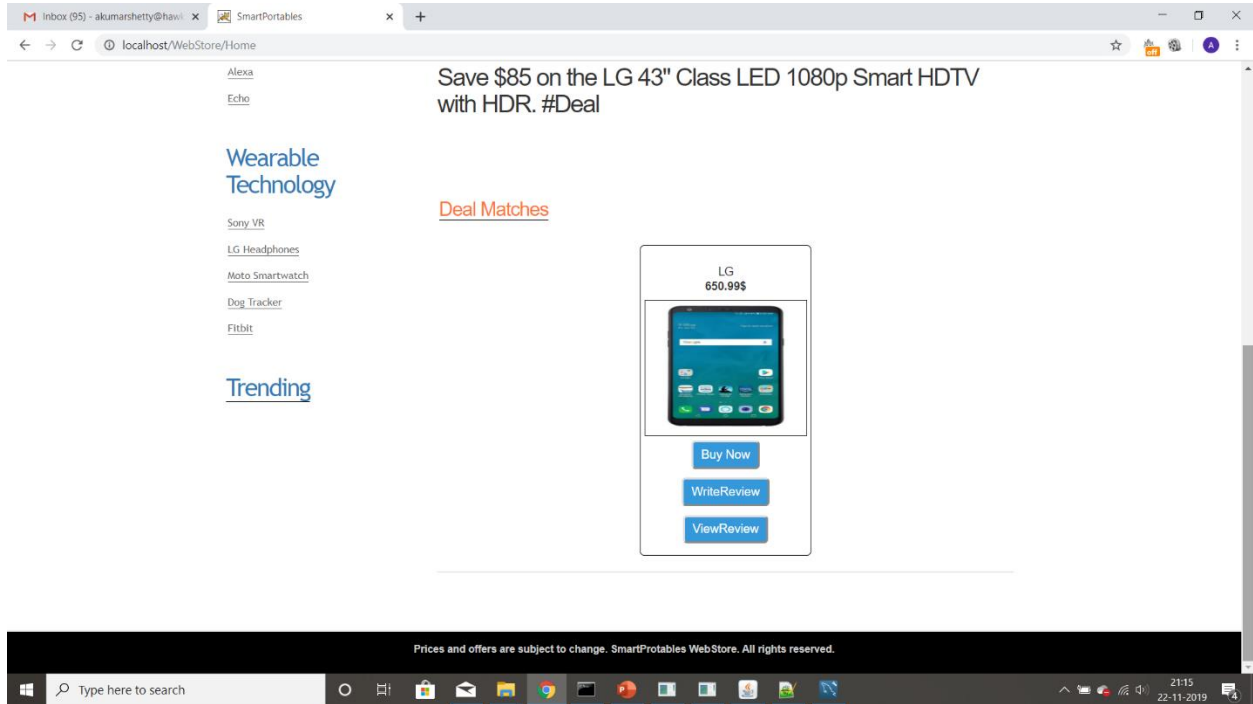 Inbox (95) - akumarshetty@haw
SmartPortables
localhost/WebStore/Home
off
A
Alexa
Echo
Wearable
Technology
Sony VR
LG Headphones
Moto Smartwatch
Dog Tracker
Fitbit
Trending
Save $85 on the LG 43" Class LED 1080p Smart HDTV
with HDR. #Deal
Deal Matches
LG
650.99$
Buy Now
WriteReview
ViewReview
Prices and offers are subject to change. SmartProtables WebStore. All rights reserved.
Type here to search
21:15
22-11-2019
4